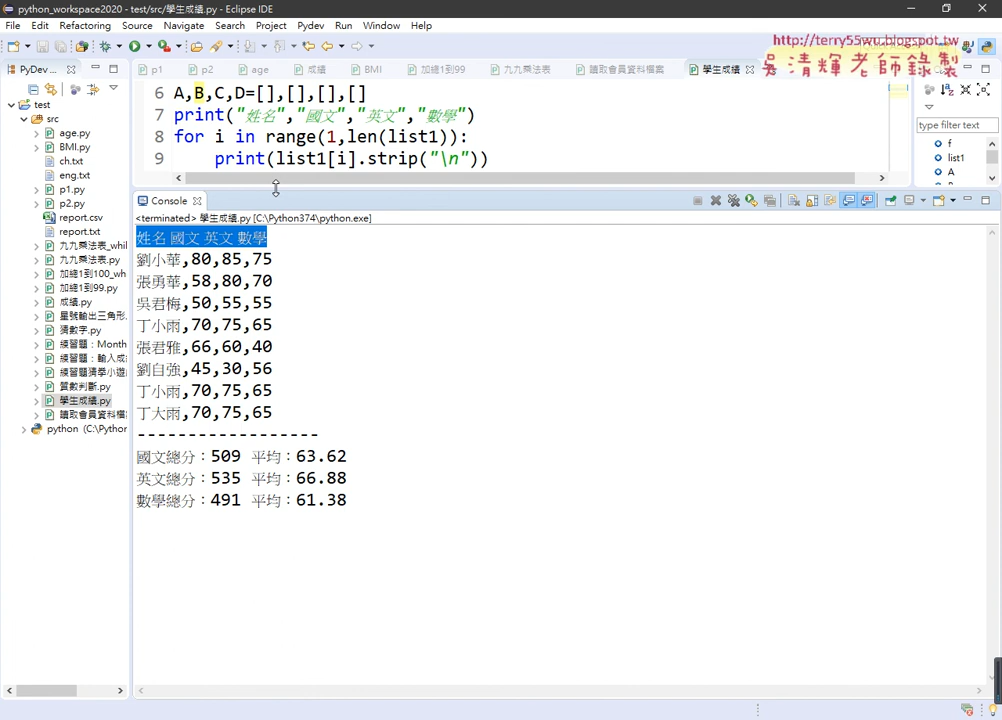 python_workspace2020 - test/src/學生成績.py - Eclipse IDE
File Edit Refactoring Source Navigate Search Project Pydev Run Window Help
http://terry55wu.blogspot.tw
吳清輝老師錄製
PyDev ...
p1 p2 age 成績 BMI 加總1到99 九九乘法表 讀取會員資料檔案 學生成績
test
src
age.py
BMI.py
ch.txt
eng.txt
p1.py
p2.py
report.csv
report.txt
九九乘法表_whil
九九乘法表.py
加總1到100_wh
加總1到99.py
成績.py
星號輸出三角形.
猜數字.py
練習題：Month
練習題：輸入成
練習題猜拳小遊
質數判斷.py
學生成績.py
讀取會員資料檔
python (C:\Python
6 A,B,C,D=[],[],[],[]
7 print("姓名","國文","英文","數學")
8 for i in range(1,len(list1)):
9 print(list1[i].strip("\n"))
type filter text
f
list1
A
Console
<terminated> 學生成績.py [C:\Python374\python.exe]
姓名 國文 英文 數學
劉小華,80,85,75
張勇華,58,80,70
吳君梅,50,55,55
丁小雨,70,75,65
張君雅,66,60,40
劉自強,45,30,56
丁小雨,70,75,65
丁大雨,70,75,65
------------------
國文總分：509 平均：63.62
英文總分：535 平均：66.88
數學總分：491 平均：61.38